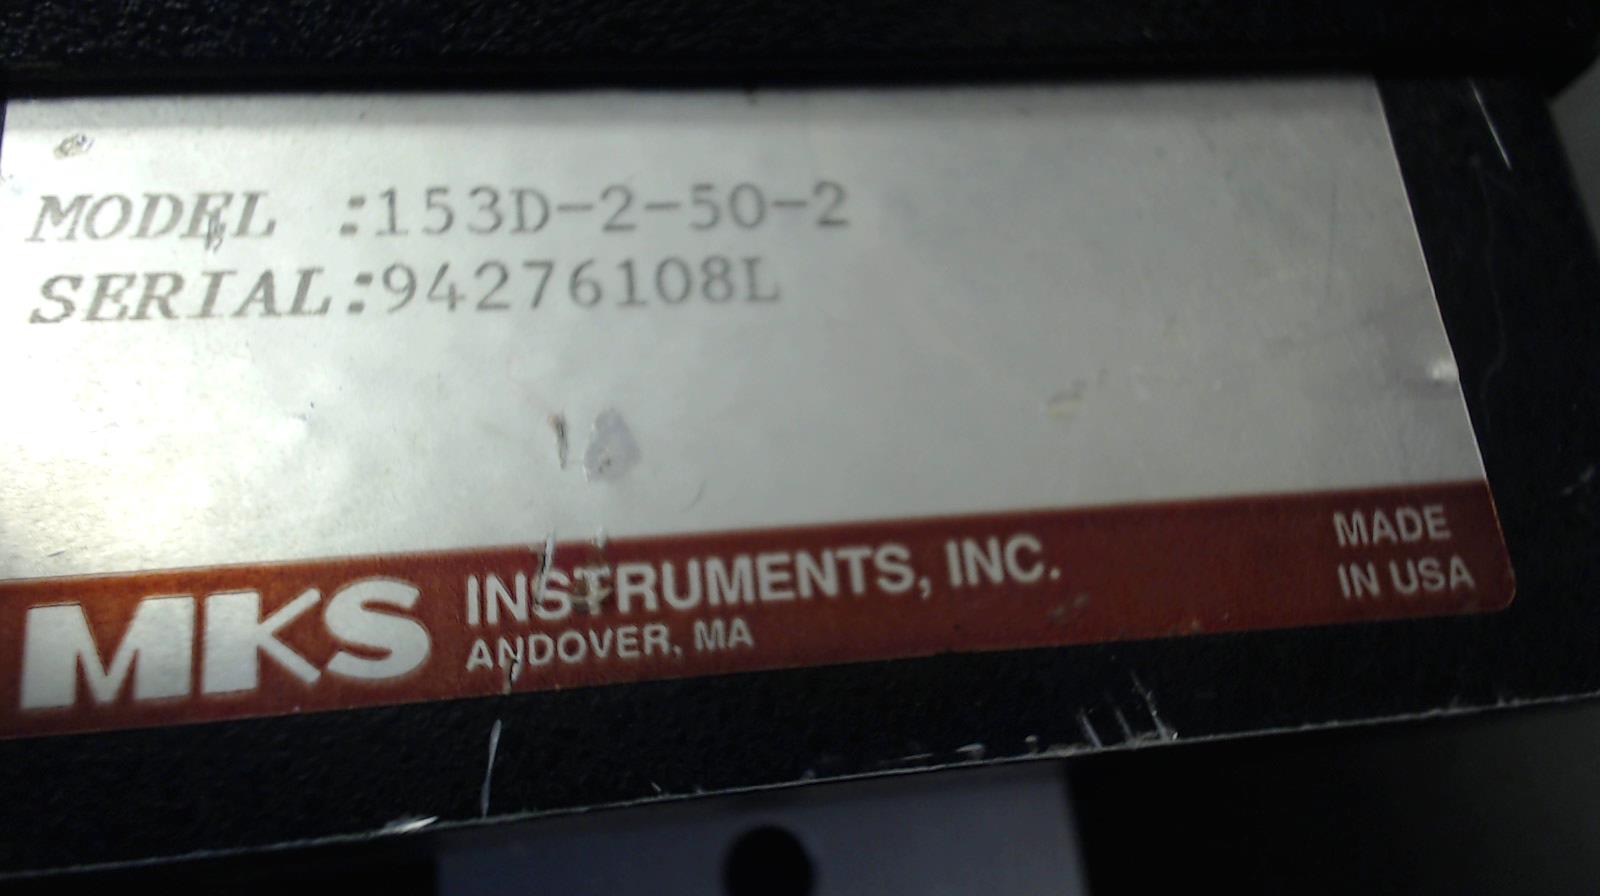 MODEL :153D-2-50-2
SERIAL:94276108L
MKS INSTRUMENTS, INC.
ANDOVER, MA
MADE
IN USA